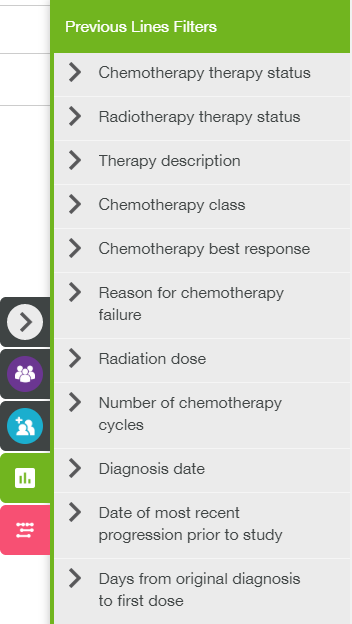 Previous Lines Filters
Chemotherapy therapy status
Radiotherapy therapy status
Therapy description
Chemotherapy class
Chemotherapy best response
Reason for chemotherapy
failure
Radiation dose
Number of chemotherapy
cycles
Diagnosis date
Date of most recent
progression prior to study
Days from original diagnosis
to first dose